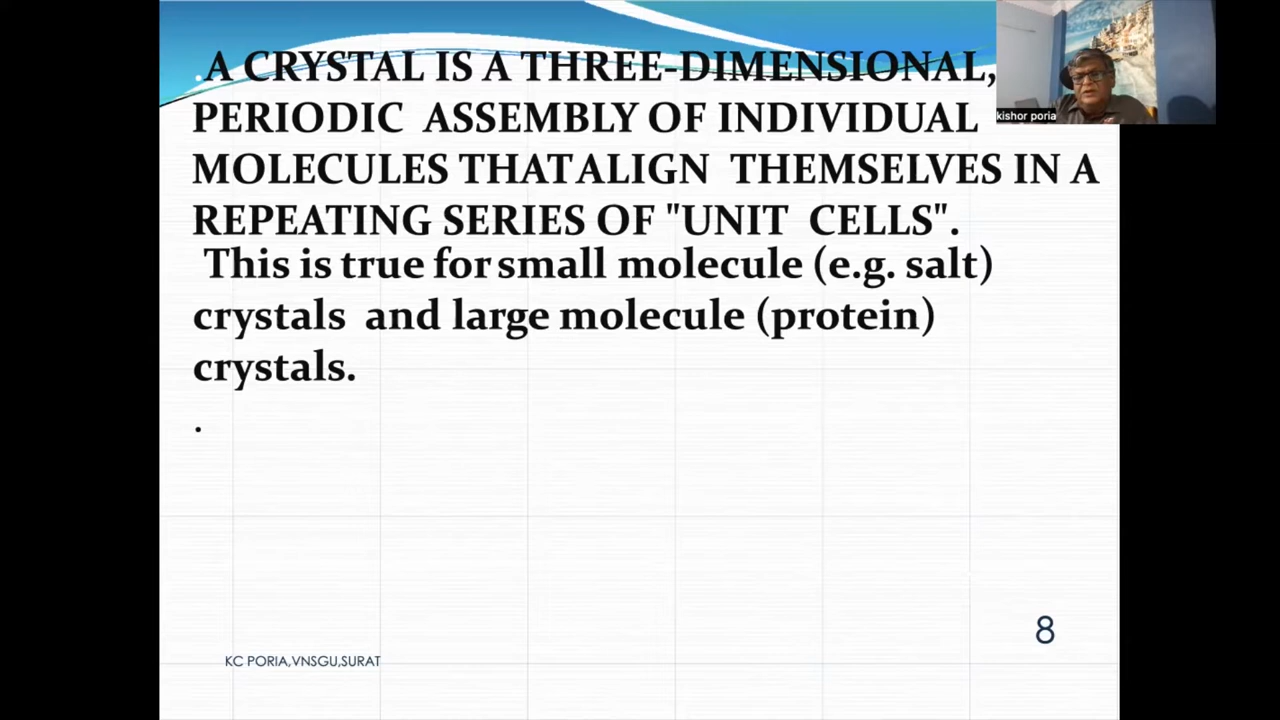 .A CRYSTAL IS A THREE-DIMENSIONAL,
PERIODIC ASSEMBLY OF INDIVIDUAL
MOLECULES THAT ALIGN THEMSELVES IN A
REPEATING SERIES OF "UNIT CELLS".
This is true for small molecule (e.g. salt)
crystals and large molecule (protein)
crystals.
.
kishor poria
8
KC PORIA,VNSGU,SURAT